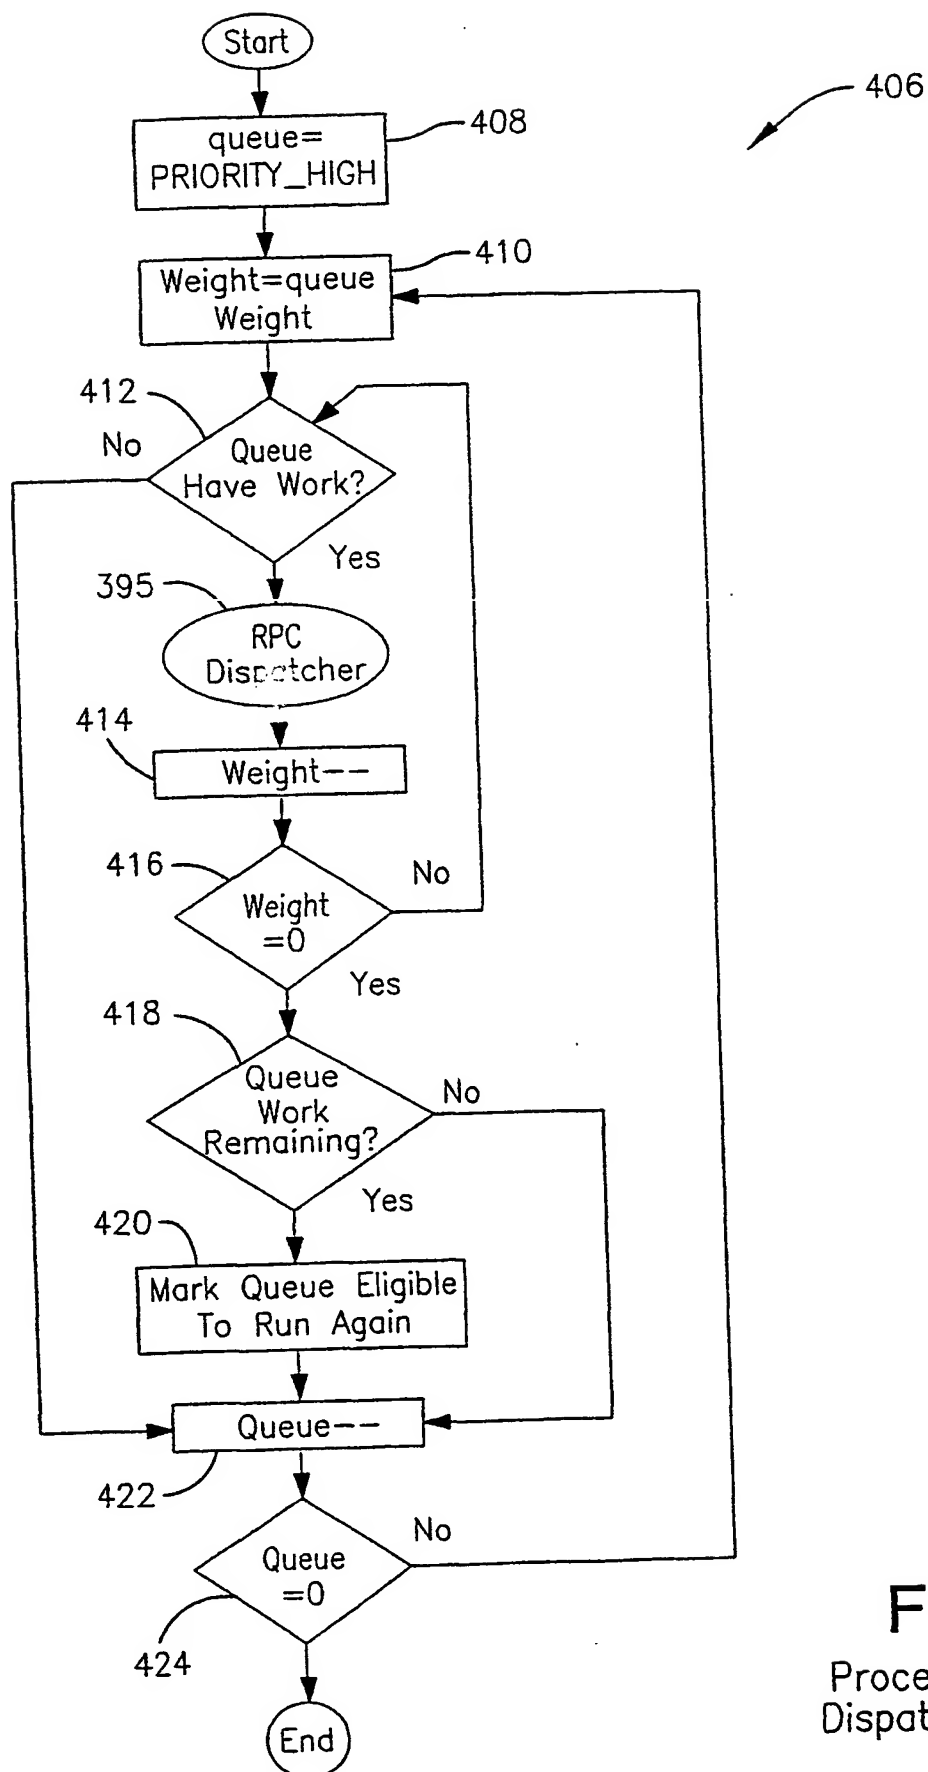 Start
406
queue=
PRIORITY_HIGH
408
Weight=queue
Weight
410
412
No
Queue
Have Work?
Yes
395
RPC
Dispatcher
414
Weight--
416
No
Weight
=0
Yes
418
Queue
Work
Remaining?
No
Yes
420
Mark Queue Eligible
To Run Again
Queue--
422
No
Queue
=0
424
End
F
Proce
Dispat